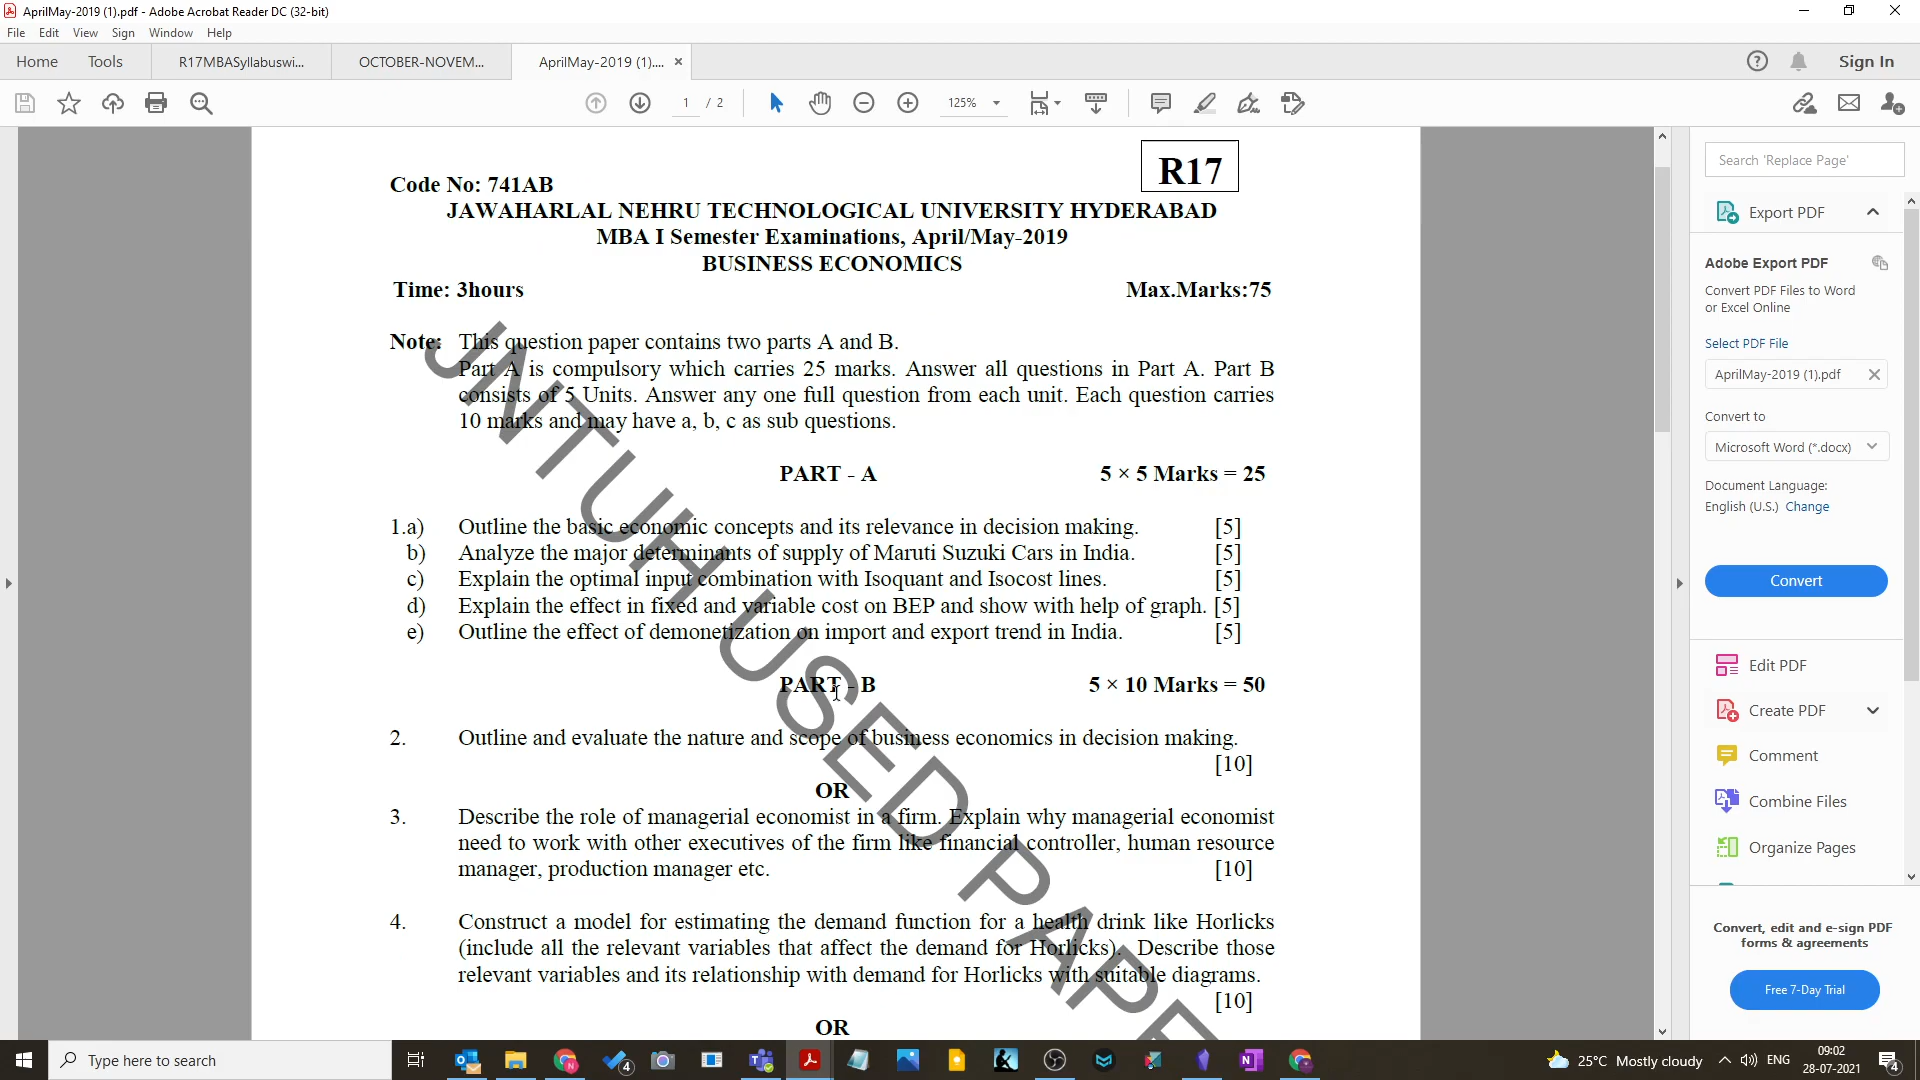 AprilMay-2019 (1).pdf - Adobe Acrobat Reader DC (32-bit)
File Edit View Sign Window Help
Home Tools R17MBASyllabuswi... OCTOBER-NOVEM... AprilMay-2019 (1).... Sign In
1 / 2 125%
Search 'Replace Page'
R17
Code No: 741AB
JAWAHARLAL NEHRU TECHNOLOGICAL UNIVERSITY HYDERABAD
MBA I Semester Examinations, April/May-2019
BUSINESS ECONOMICS
Time: 3hours Max.Marks:75
Note: This question paper contains two parts A and B.
Part A is compulsory which carries 25 marks. Answer all questions in Part A. Part B
consists of 5 Units. Answer any one full question from each unit. Each question carries
10 marks and may have a, b, c as sub questions.
PART - A 5 × 5 Marks = 25
1.a) Outline the basic economic concepts and its relevance in decision making. [5]
b) Analyze the major determinants of supply of Maruti Suzuki Cars in India. [5]
c) Explain the optimal input combination with Isoquant and Isocost lines. [5]
d) Explain the effect in fixed and variable cost on BEP and show with help of graph. [5]
e) Outline the effect of demonetization on import and export trend in India. [5]
PART - B 5 × 10 Marks = 50
2. Outline and evaluate the nature and scope of business economics in decision making.
[10]
OR
3. Describe the role of managerial economist in a firm. Explain why managerial economist
need to work with other executives of the firm like financial controller, human resource
manager, production manager etc. [10]
4. Construct a model for estimating the demand function for a health drink like Horlicks
(include all the relevant variables that affect the demand for Horlicks). Describe those
relevant variables and its relationship with demand for Horlicks with suitable diagrams.
[10]
OR
JNTUH USED PAPE
Export PDF
Adobe Export PDF
Convert PDF Files to Word
or Excel Online
Select PDF File
AprilMay-2019 (1).pdf
Convert to
Microsoft Word (*.docx)
Document Language:
English (U.S.) Change
Convert
Edit PDF
Create PDF
Comment
Combine Files
Organize Pages
Convert, edit and e-sign PDF
forms & agreements
Free 7-Day Trial
Type here to search 4 25°C Mostly cloudy ENG 09:02
28-07-2021 4